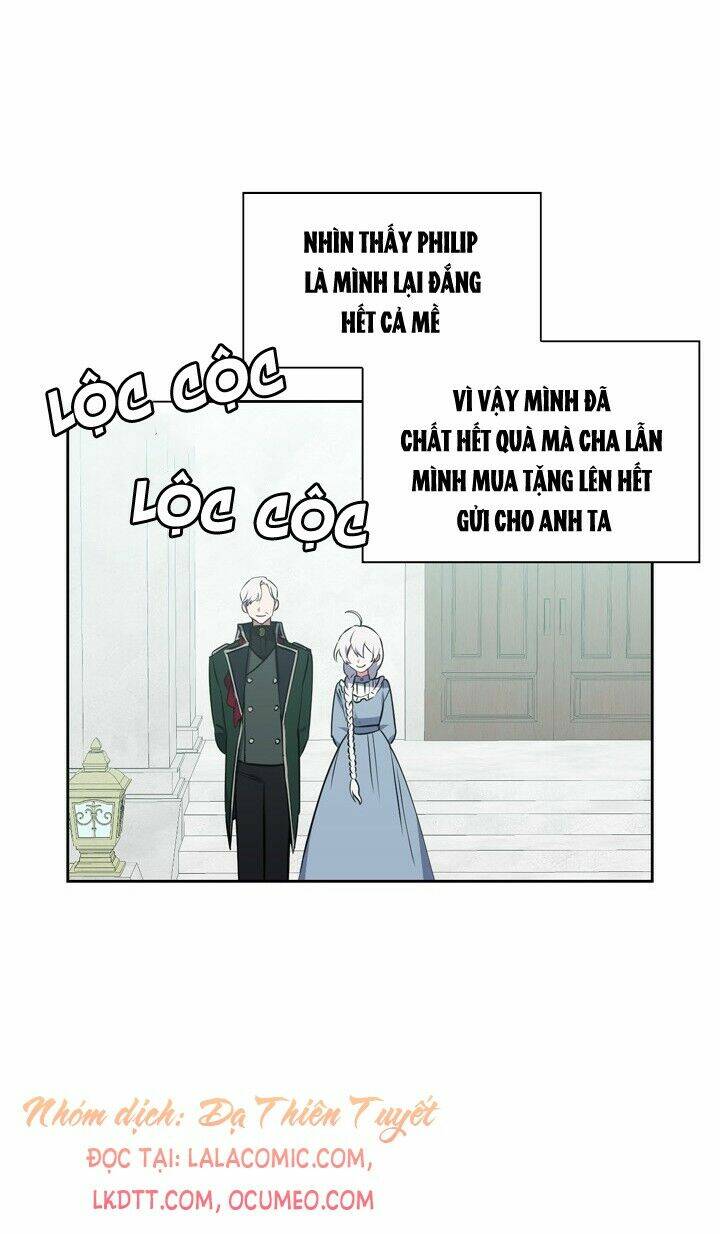 NHÌN THẤY PHILIP
LÀ MÌNH LẠI ĐẮNG
HẾT CẢ MỀ
LỘC CỘC
VÌ VẬY MÌNH ĐÃ
CHẤT HẾT QUÀ MÀ CHA LẪN
MÌNH MUA TẶNG LÊN HẾT
GỬI CHO ANH TA
LỘC CỘC
Nhóm dịch: Dạ Thiên Tuyết
ĐỌC TẠI: LALACOMIC.COM,
LKDTT.COM, OCUMEO.COM